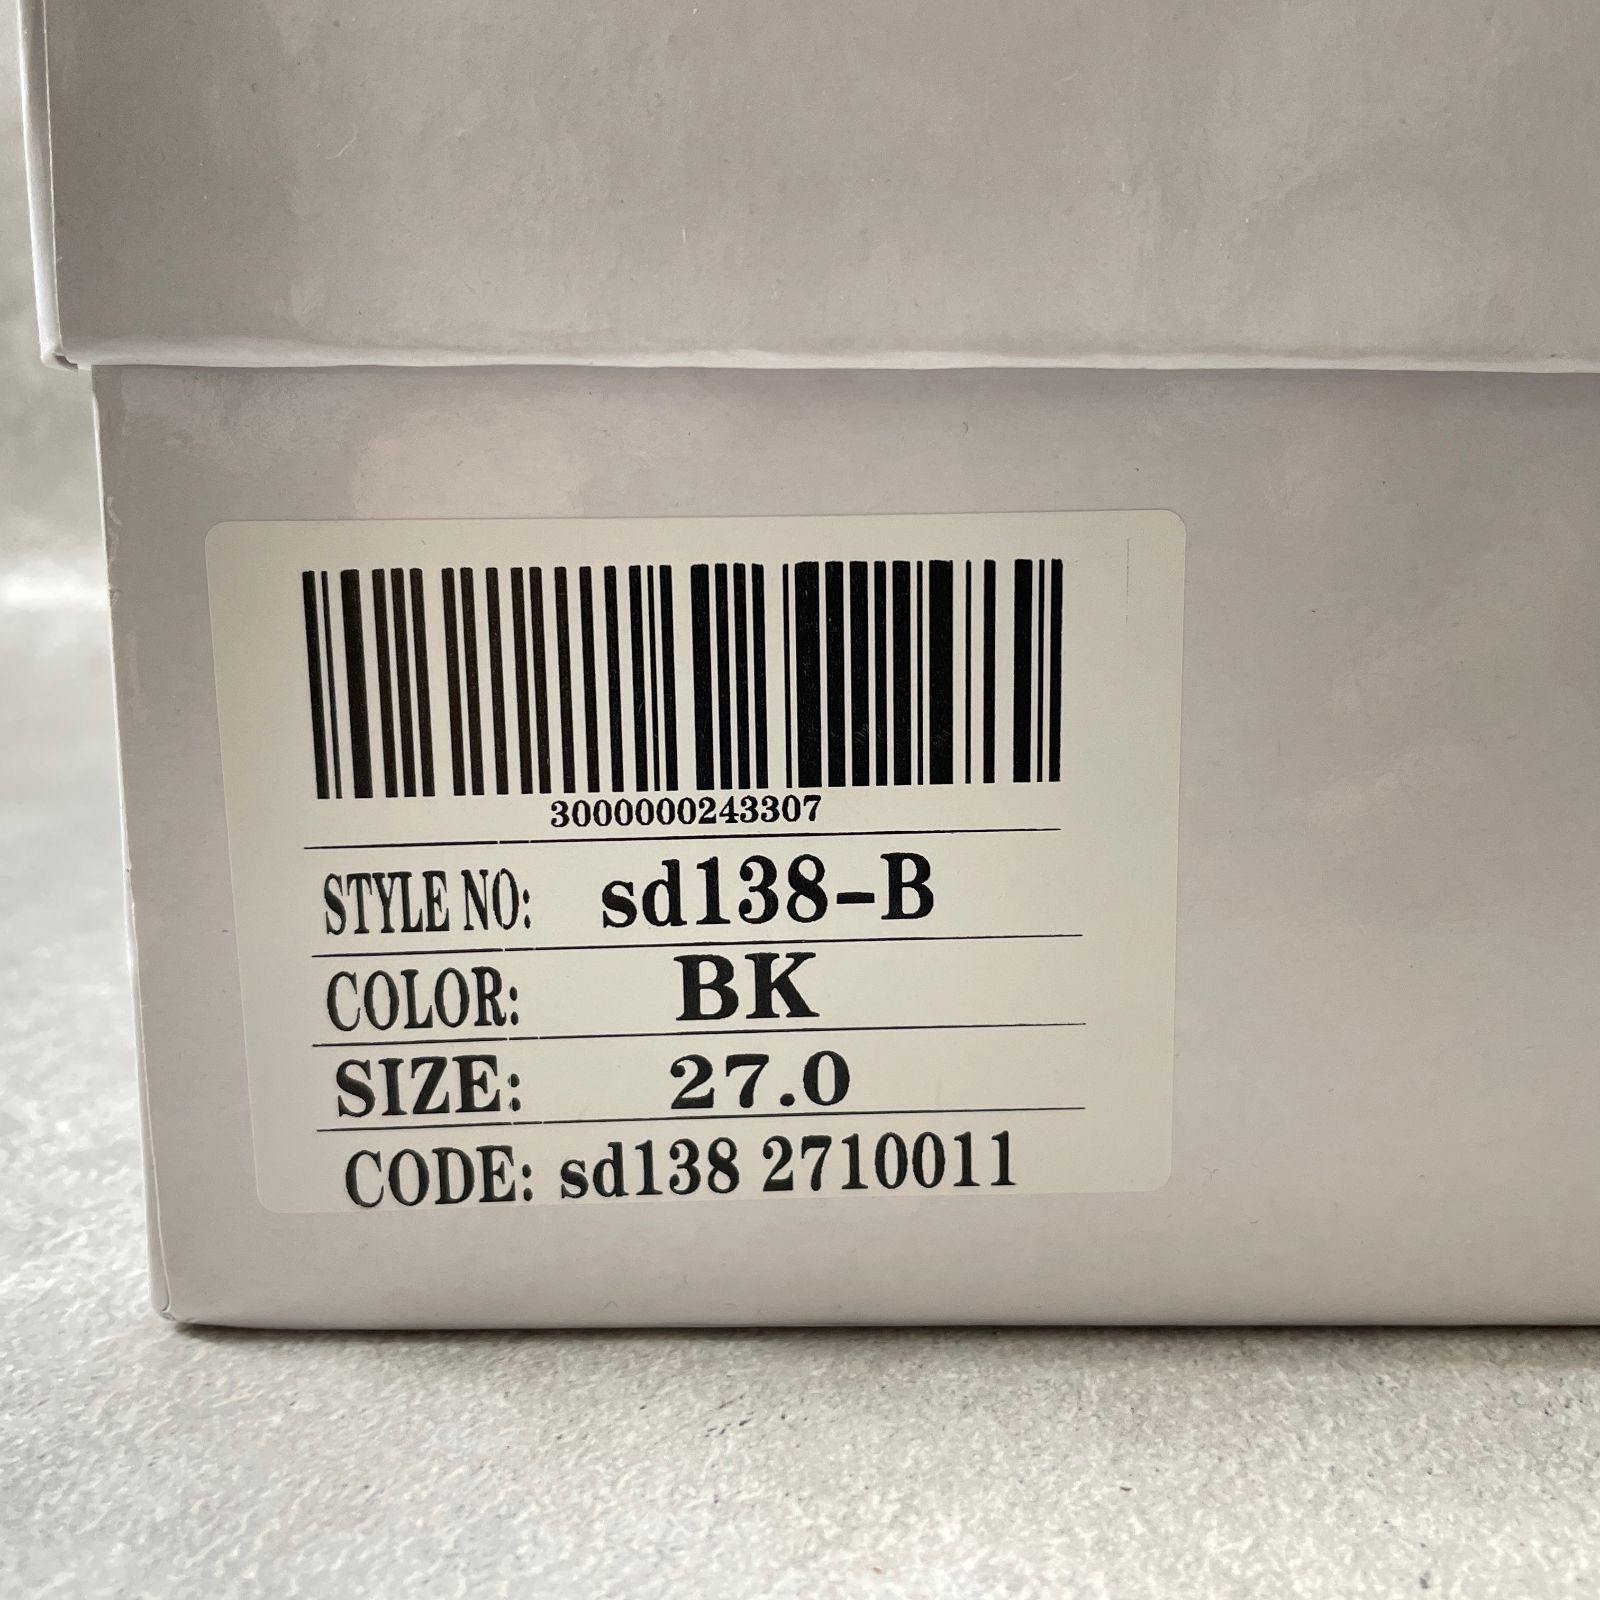 3000000243307
STYLE NO: sd138-B
COLOR: BK
SIZE: 27.0
CODE: sd138 2710011